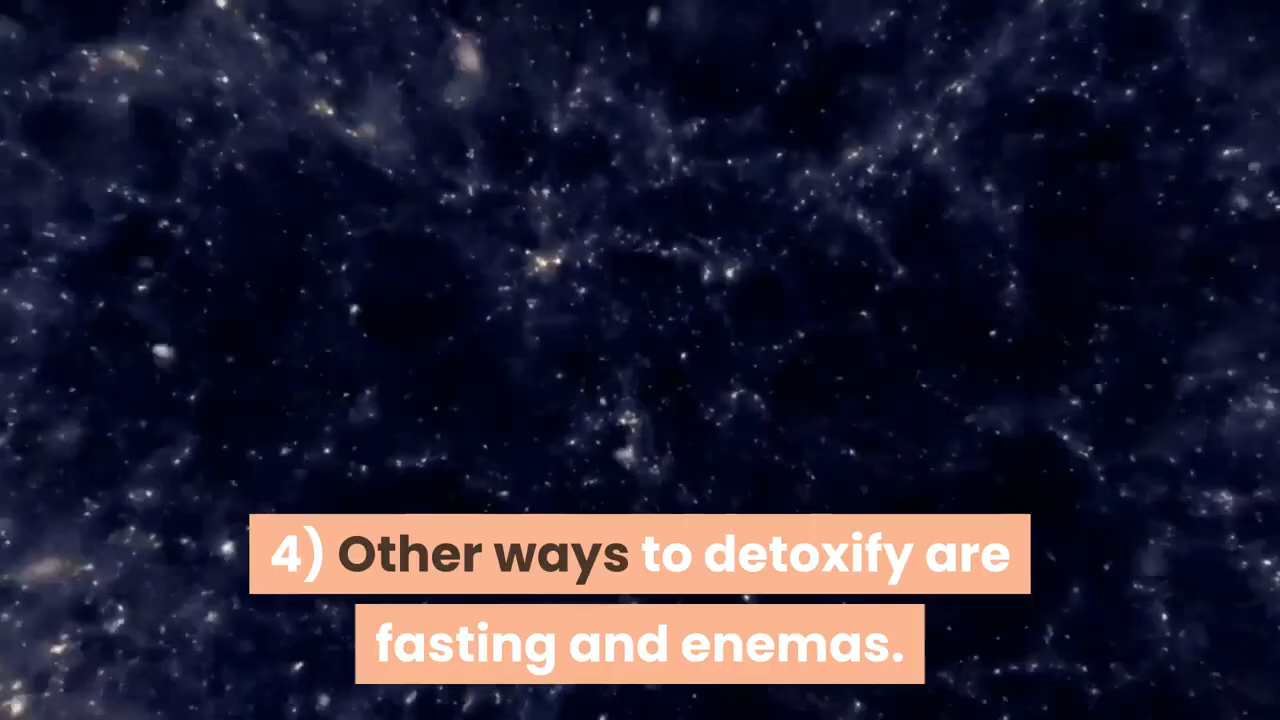 4) Other ways to detoxify are
fasting and enemas.